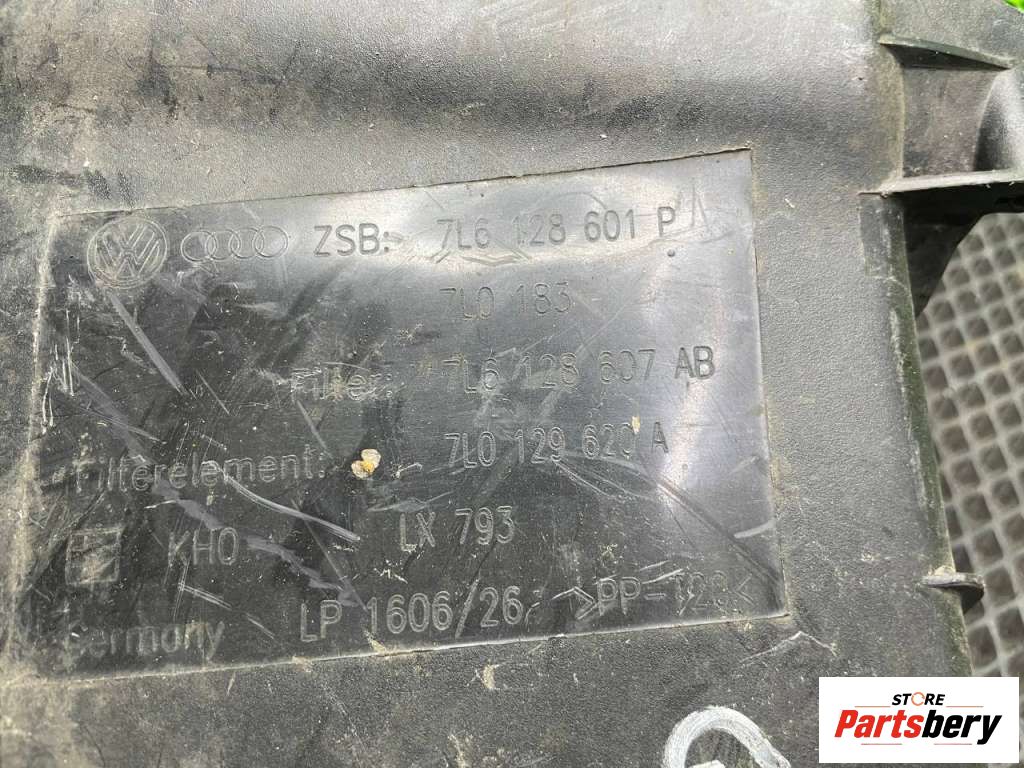 ZSB: 7L6 128 601 P
7L0 183
Filter: 7L6 128 607 AB
Filterelement: 7L0 129 620 A
KHO LX 793
LP 1606/26 >PP-T20<
Germany
STORE
Partsbery